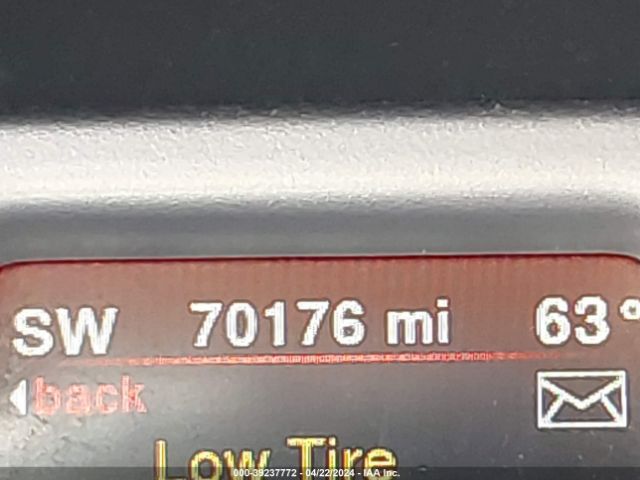 SW 70176 mi 63°
back
Low Tire
000-39237772 - 04/22/2024 - IAA Inc.